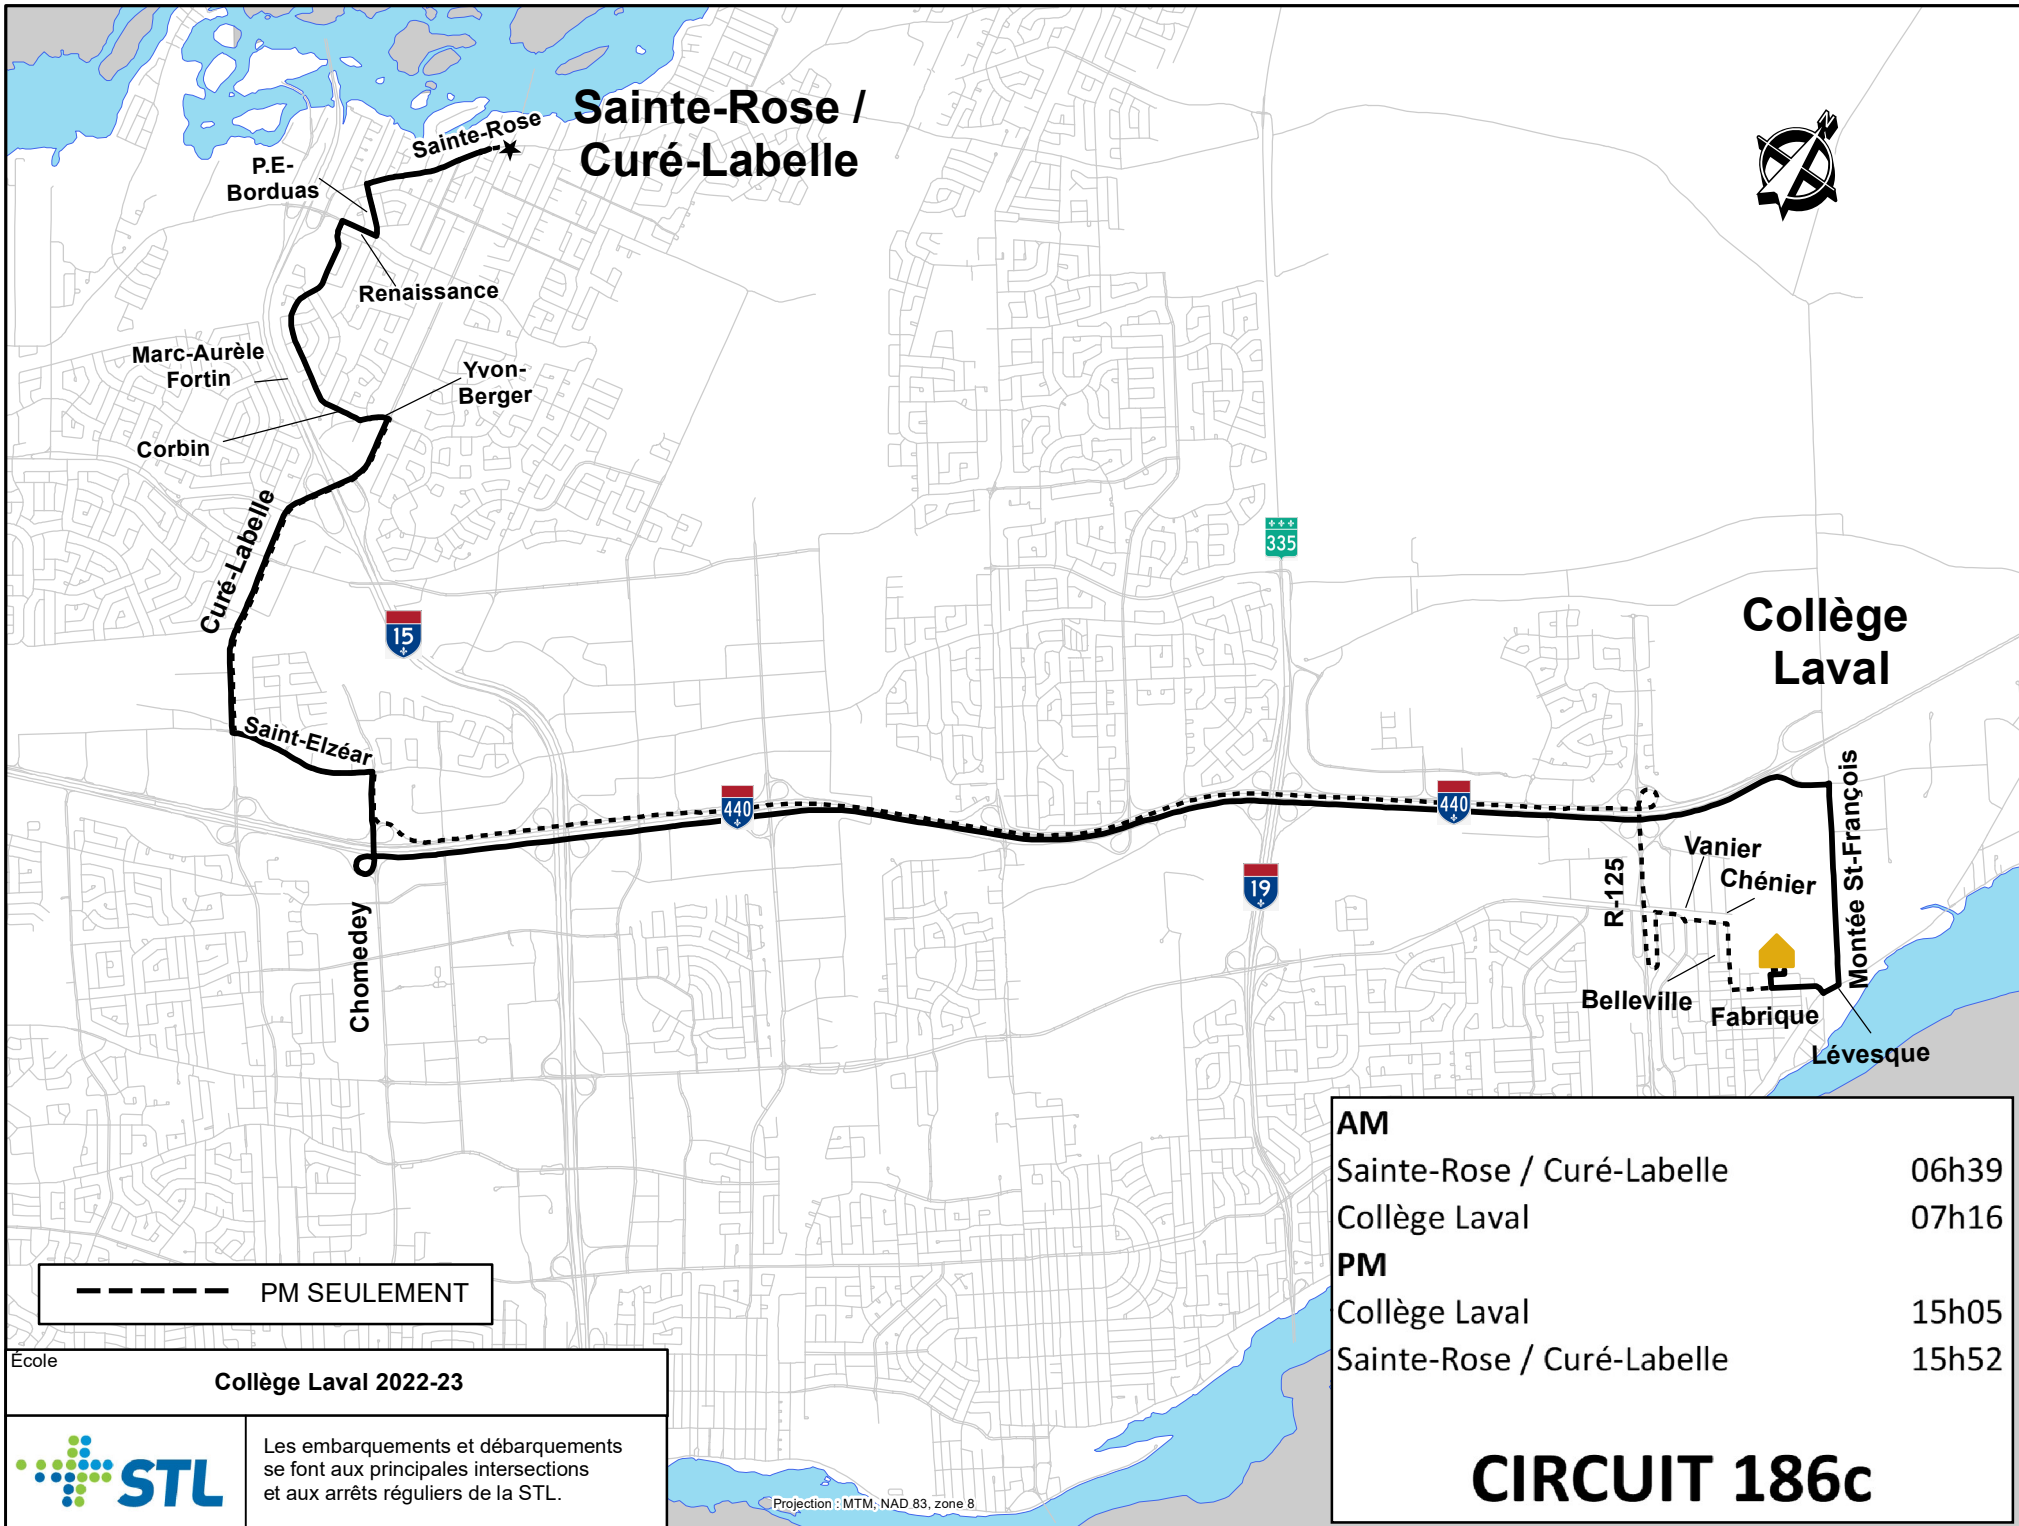 Sainte-Rose /
Curé-Labelle
Sainte-Rose
P.E-
Borduas
N
Renaissance
Marc-Aurèle
Fortin
Yvon-
Berger
Corbin
Curé-Labelle
335
15
Collège
Laval
Saint-Elzéar
440
440
19
Montée St-François
Vanier
Chénier
R-125
Chomedey
Belleville
Fabrique
Lévesque
AM
Sainte-Rose / Curé-Labelle 06h39
Collège Laval 07h16
PM
Collège Laval 15h05
Sainte-Rose / Curé-Labelle 15h52
CIRCUIT 186c
PM SEULEMENT
École
Collège Laval 2022-23
STL
Les embarquements et débarquements
se font aux principales intersections
et aux arrêts réguliers de la STL.
Projection : MTM, NAD 83, zone 8